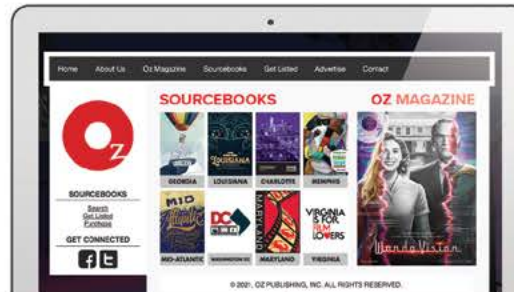 Home About Us Oz Magazine Sourcebooks Get Listed Advertise Contact
Oz
SOURCEBOOKS
Search
Get Listed
Purchase
GET CONNECTED
SOURCEBOOKS
GEORGIA LOUISIANA CHARLOTTE MEMPHIS
LOUISIANA
MID
Atlantic
DC
MARYLAND
VIRGINIA
IS FOR
FILM
LOVERS
MID-ATLANTIC WASHINGTON DC MARYLAND VIRGINIA
OZ MAGAZINE
WandaVision
© 2021, OZ PUBLISHING, INC. ALL RIGHTS RESERVED.